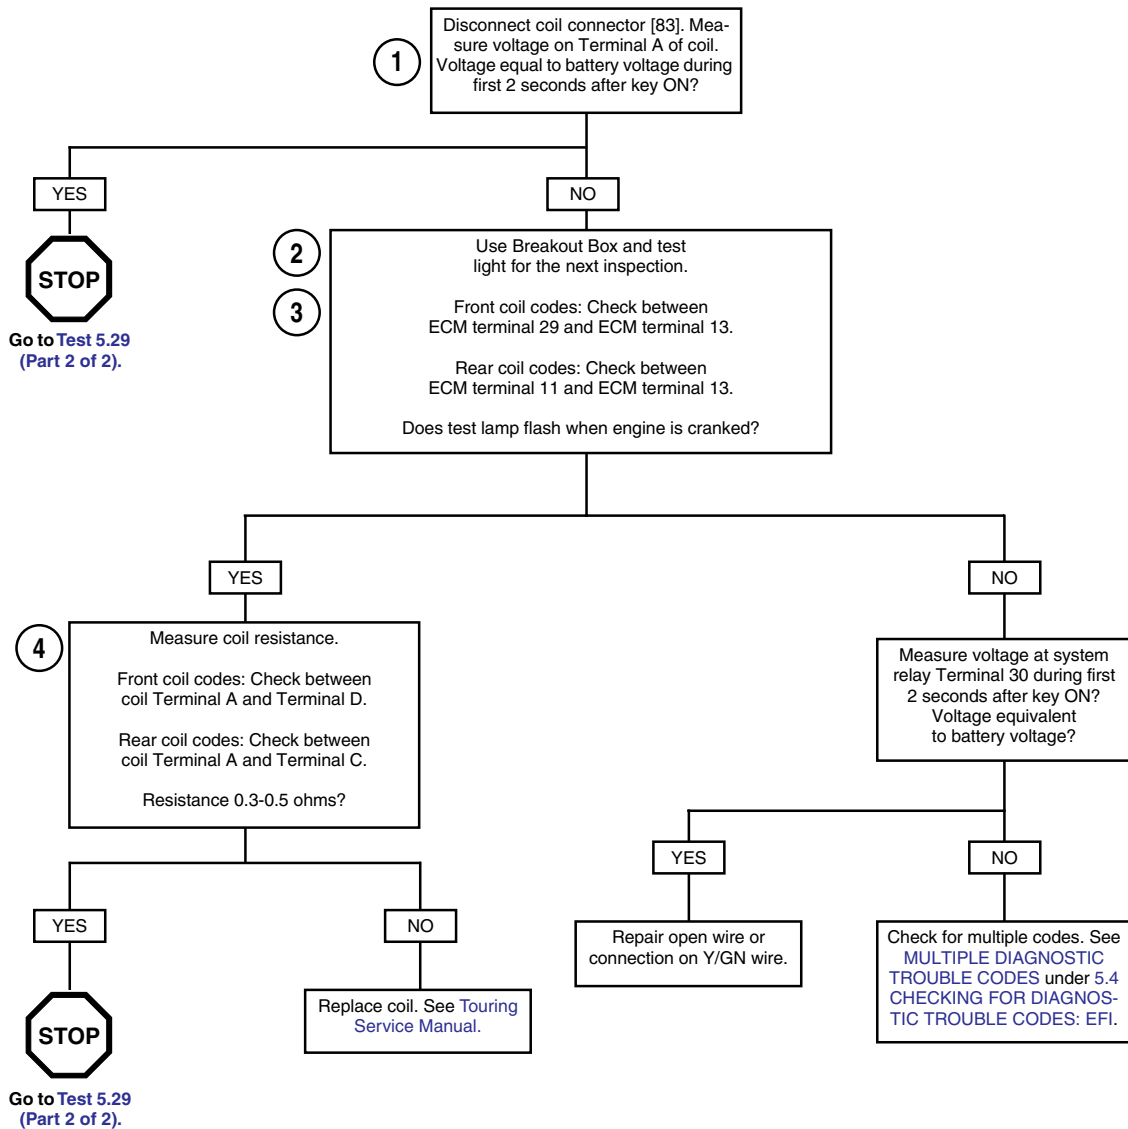 1
Disconnect coil connector [83]. Mea-
sure voltage on Terminal A of coil.
Voltage equal to battery voltage during
first 2 seconds after key ON?
YES
NO
STOP
Go to Test 5.29
(Part 2 of 2).
2
3
Use Breakout Box and test
light for the next inspection.
Front coil codes: Check between
ECM terminal 29 and ECM terminal 13.
Rear coil codes: Check between
ECM terminal 11 and ECM terminal 13.
Does test lamp flash when engine is cranked?
YES
NO
4
Measure coil resistance.
Front coil codes: Check between
coil Terminal A and Terminal D.
Rear coil codes: Check between
coil Terminal A and Terminal C.
Resistance 0.3-0.5 ohms?
Measure voltage at system
relay Terminal 30 during first
2 seconds after key ON?
Voltage equivalent
to battery voltage?
YES
NO
YES
NO
STOP
Go to Test 5.29
(Part 2 of 2).
Replace coil. See Touring
Service Manual.
Repair open wire or
connection on Y/GN wire.
Check for multiple codes. See
MULTIPLE DIAGNOSTIC
TROUBLE CODES under 5.4
CHECKING FOR DIAGNOS-
TIC TROUBLE CODES: EFI.